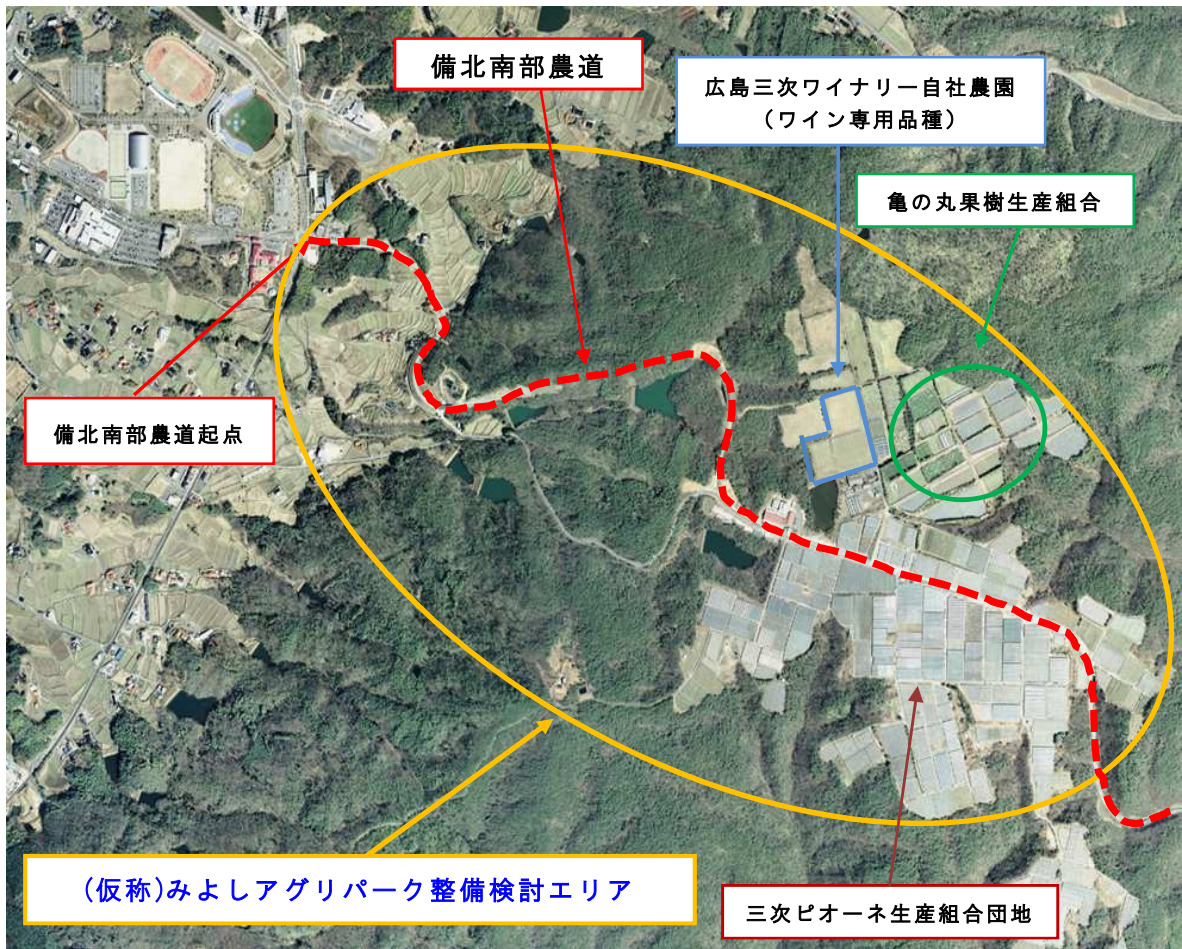 備北南部農道
広島三次ワイナリー自社農園
（ワイン専用品種）
亀の丸果樹生産組合
備北南部農道起点
(仮称)みよしアグリパーク整備検討エリア
三次ピオーネ生産組合団地